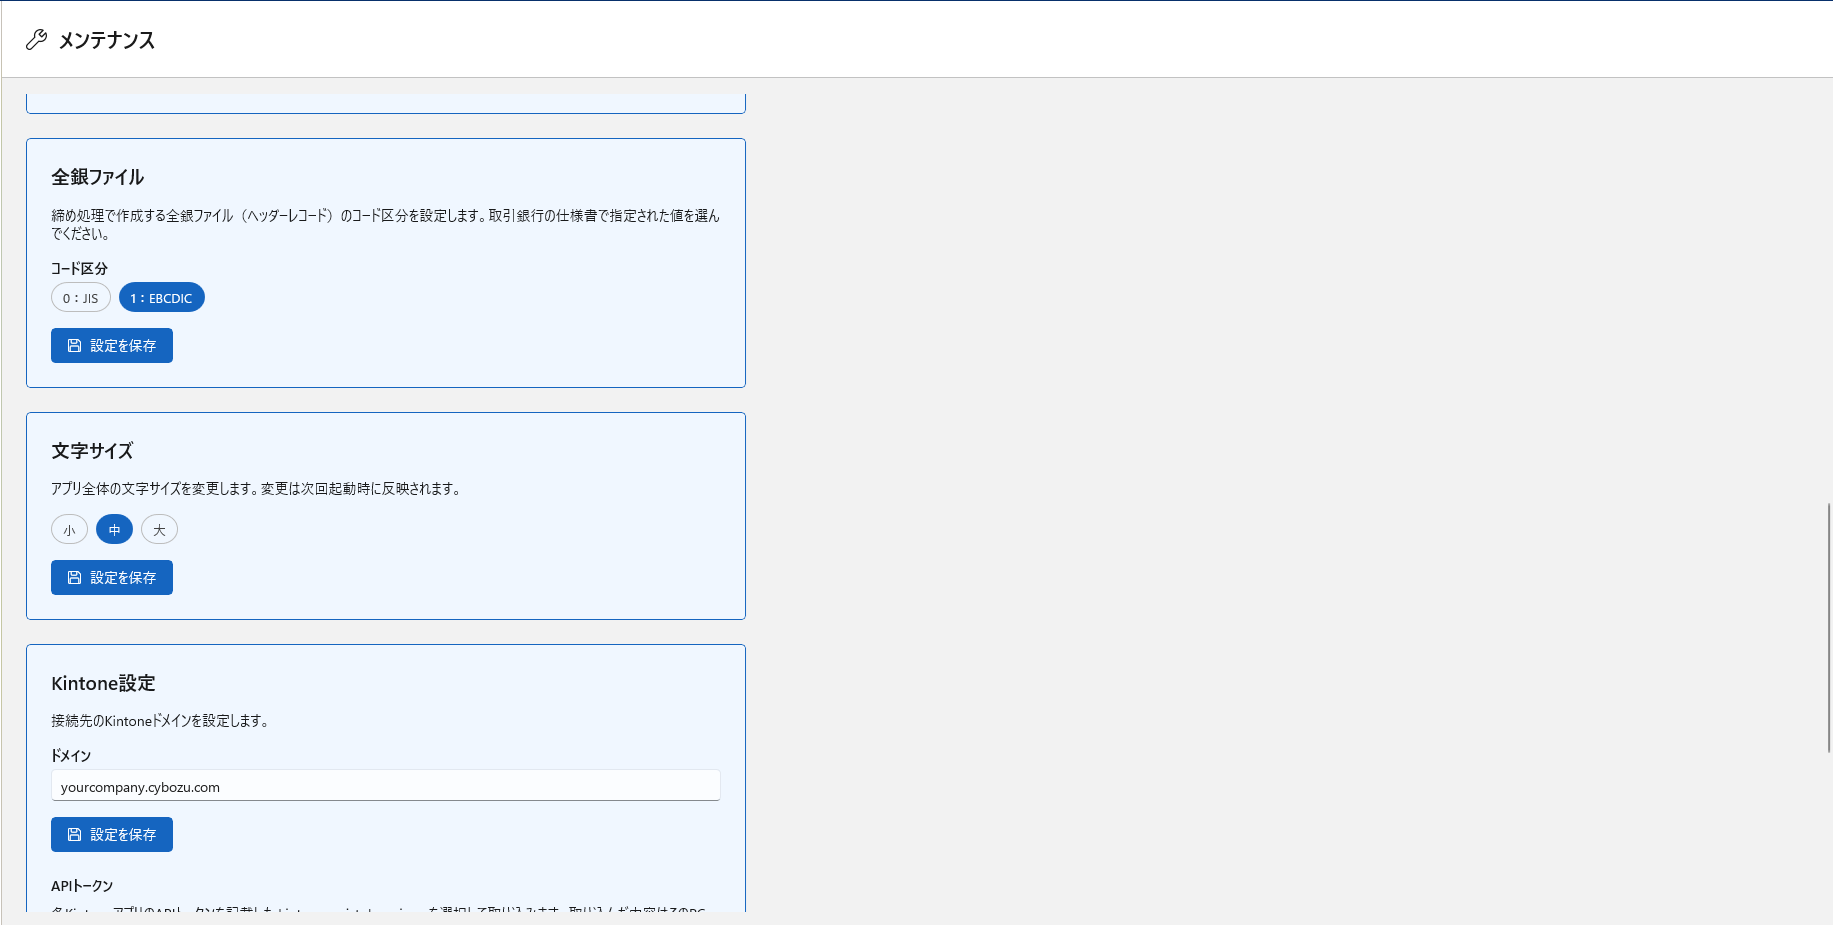 メンテナンス
全銀ファイル
締め処理で作成する全銀ファイル（ヘッダーレコード）のコード区分を設定します。取引銀行の仕様書で指定された値を選ん
でください。
コード区分
0：JIS
1：EBCDIC
設定を保存
文字サイズ
アプリ全体の文字サイズを変更します。変更は次回起動時に反映されます。
小
中
大
設定を保存
Kintone設定
接続先のKintoneドメインを設定します。
ドメイン
yourcompany.cybozu.com
設定を保存
APIトークン